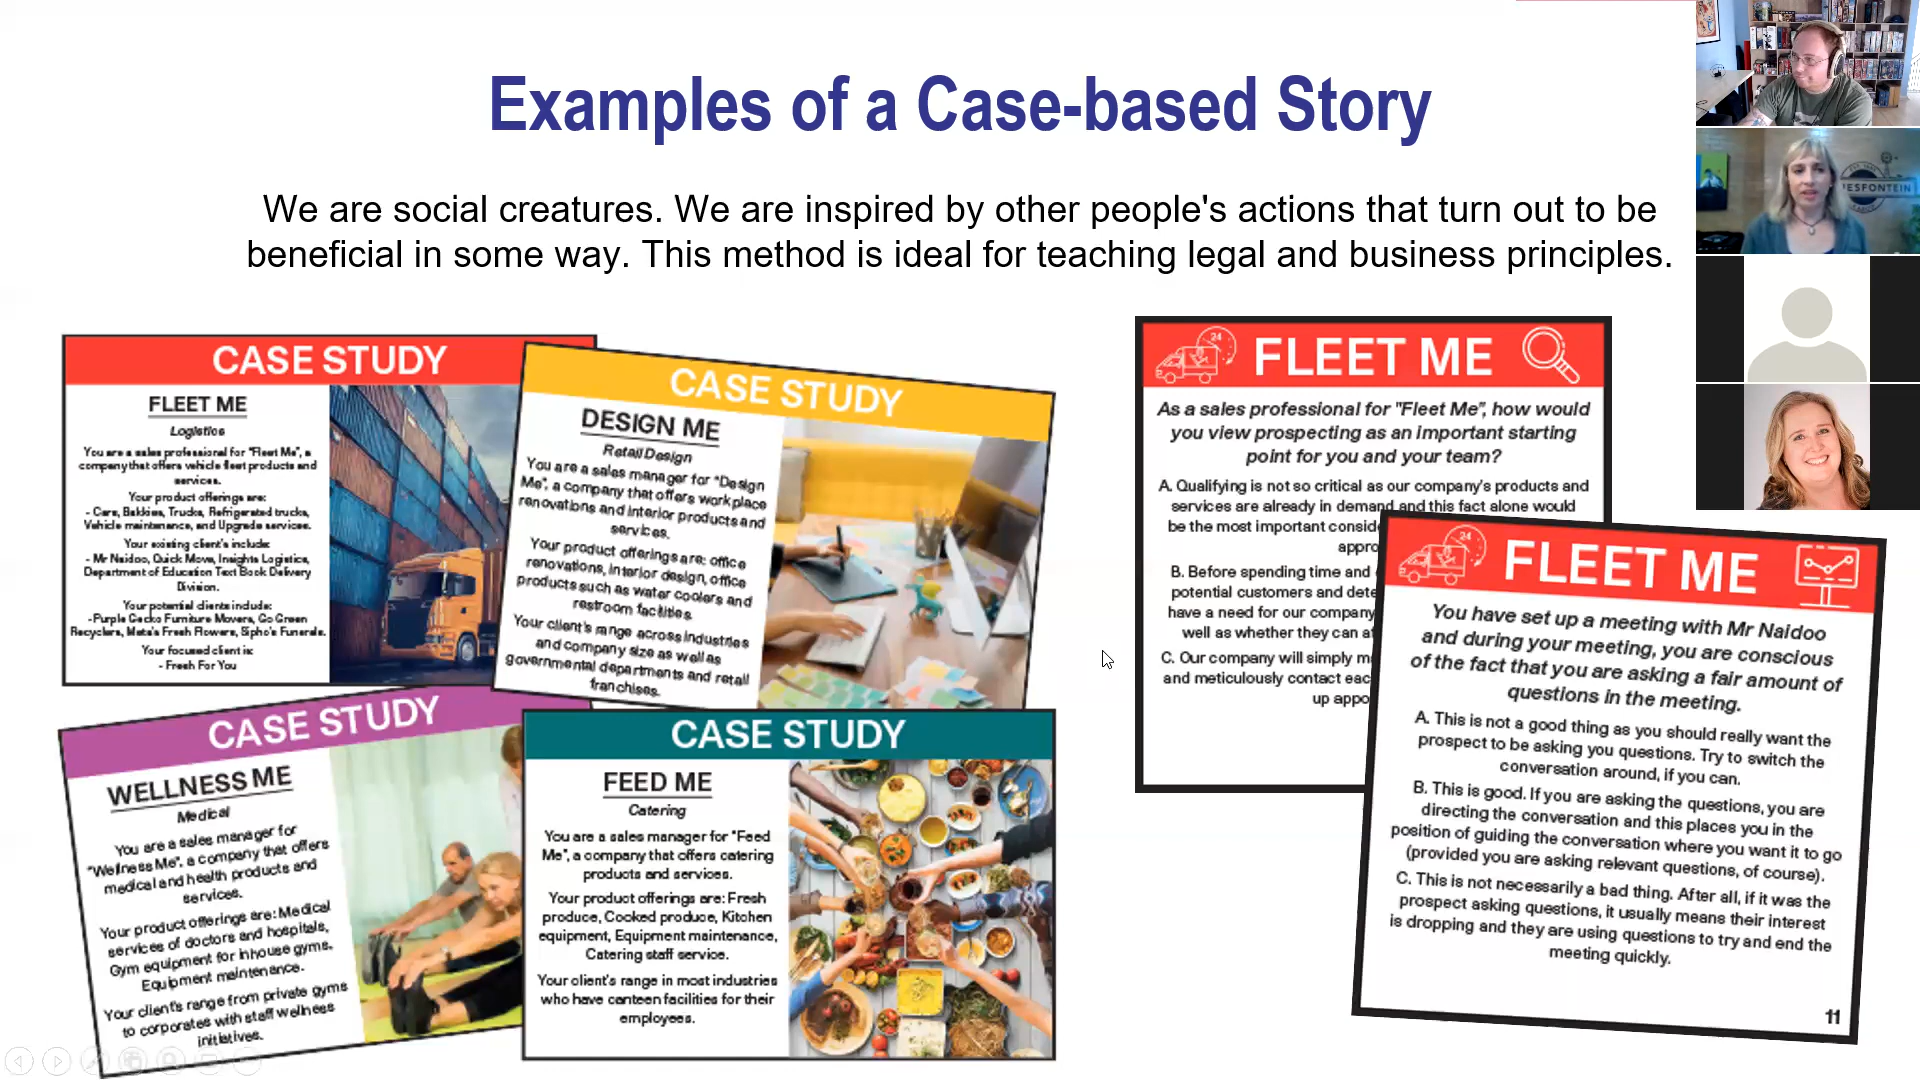 Examples of a Case-based Story
We are social creatures. We are inspired by other people's actions that turn out to be
beneficial in some way. This method is ideal for teaching legal and business principles.
CASE STUDY
FLEET ME
Logistics
You are a sales professional for "Fleet Me", a
company that offers vehicle fleet products and
services.
Your product offerings are:
- Cars, Bakkies, Trucks, Refrigerated trucks,
Vehicle maintenance, and Upgrade services.
Your existing client's include:
- Mr Naidoo, Quick Move, Insights Logistics,
Department of Education Text Book Delivery
Division.
Your potential clients include:
-Purple Gecko Furniture Movers, Go Green
Recyclers, Meta's Fresh Flowers, Sipho's Funerals.
Your focused client is:
- Fresh For You
CASE STUDY
DESIGN ME
Retail Design
You are a sales manager for "Design
Me", a company that offers workplace
renovations and interior products and
services.
Your product offerings are: office
renovations, interior design, office
products such as water coolers and
restroom facilities.
Your client's range across industries
and company size as well as
governmental departments and retail
franchises.
CASE STUDY
WELLNESS ME
Medical
You are a sales manager for
"Wellness Me", a company that offers
medical and health products and
services.
Your product offerings are: Medical
services of doctors and hospitals,
Gym equipment for inhouse gyms,
Equipment maintenance.
Your client's range from private gyms
to corporates with staff wellness
initiatives.
CASE STUDY
FEED ME
Catering
You are a sales manager for "Feed
Me", a company that offers catering
products and services.
Your product offerings are: Fresh
produce, Cooked produce, Kitchen
equipment, Equipment maintenance,
Catering staff service.
Your client's range in most industries
who have canteen facilities for their
employees.
24
FLEET ME
As a sales professional for "Fleet Me", how would
you view prospecting as an important starting
point for you and your team?
A. Qualifying is not so critical as our company's products and
services are already in demand and this fact alone would
be the most important consid
appro
B. Before spending time and
potential customers and dete
have a need for our company
well as whether they can af
C. Our company will simply m
and meticulously contact eac
up appo
24
FLEET ME
You have set up a meeting with Mr Naidoo
and during your meeting, you are conscious
of the fact that you are asking a fair amount of
questions in the meeting.
A. This is not a good thing as you should really want the
prospect to be asking you questions. Try to switch the
conversation around, if you can.
B. This is good. If you are asking the questions, you are
directing the conversation and this places you in the
position of guiding the conversation where you want it to go
(provided you are asking relevant questions, of course).
C. This is not necessarily a bad thing. After all, if it was the
prospect asking questions, it usually means their interest
is dropping and they are using questions to try and end the
meeting quickly.
11
ESFONTEIN